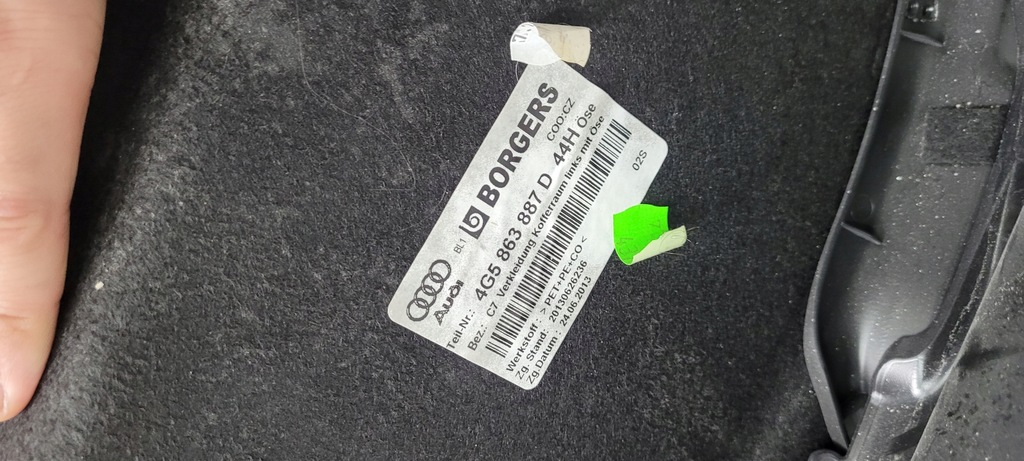 Audi
BL1
BORGERS
COO:CZ
Teil-Nr.: 4G5 863 887 D 44H Öse
Bez.: C7 Verkleidung Kofferraum links mit Öse
02S
Werkstoff: > PET+PE+CO <
Zg. Stand: 20130626236
Zg.Datum: 24.06.2013